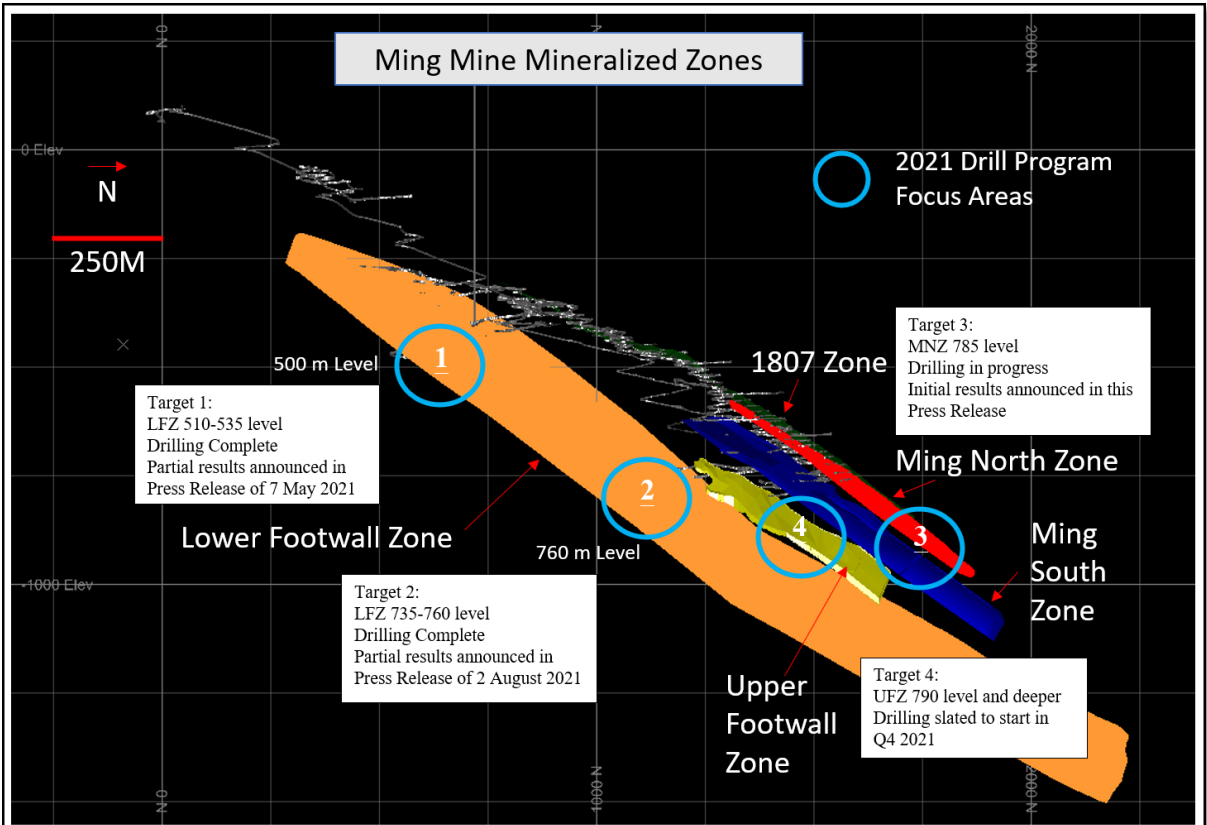 Ming Mine Mineralized Zones
0 N
N
2000 N
0 Elev
N
250M
2021 Drill Program
Focus Areas
Target 3:
MNZ 785 level
Drilling in progress
Initial results announced in this
Press Release
1807 Zone
500 m Level
1
Target 1:
LFZ 510-535 level
Drilling Complete
Partial results announced in
Press Release of 7 May 2021
Ming North Zone
2
4
3
Lower Footwall Zone
760 m Level
Ming
South
Zone
-1000 Elev
Target 2:
LFZ 735-760 level
Drilling Complete
Partial results announced in
Press Release of 2 August 2021
Upper
Footwall
Zone
Target 4:
UFZ 790 level and deeper
Drilling slated to start in
Q4 2021
0 N
1000 N
2000 N